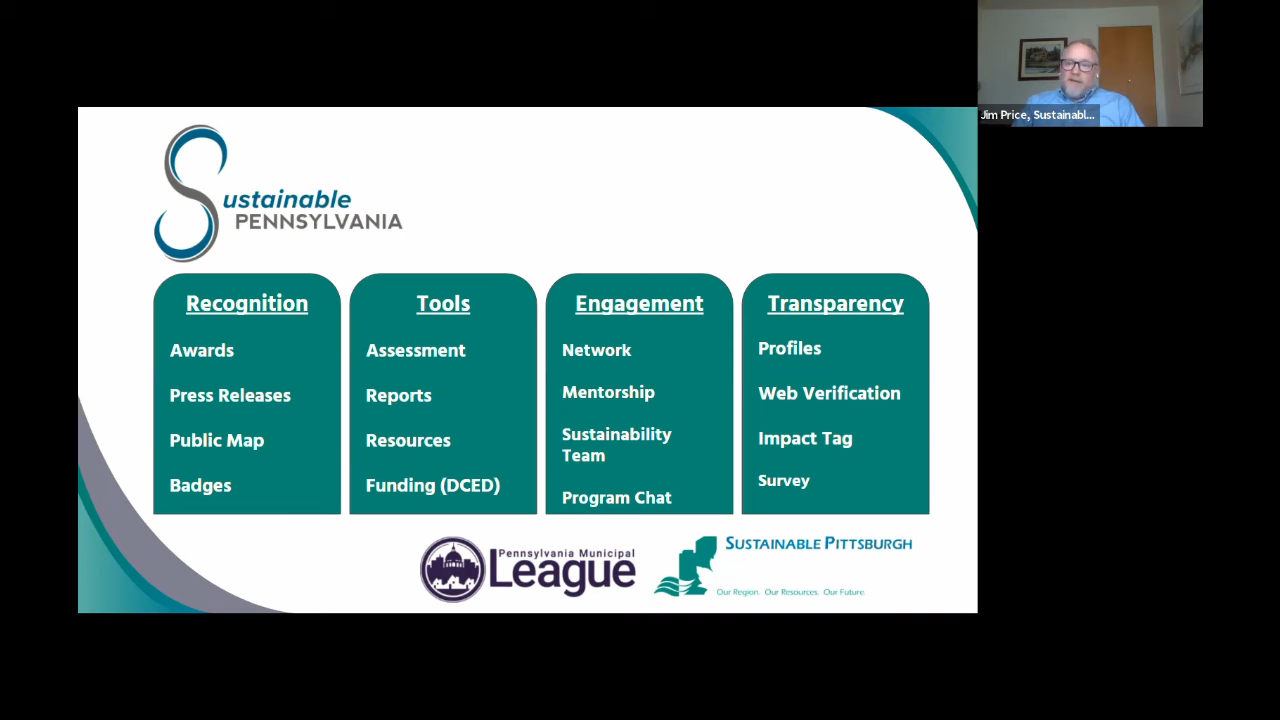 Jim Price, Sustainabl...
Sustainable
PENNSYLVANIA
Recognition
Awards
Press Releases
Public Map
Badges
Tools
Assessment
Reports
Resources
Funding (DCED)
Engagement
Network
Mentorship
Sustainability
Team
Program Chat
Transparency
Profiles
Web Verification
Impact Tag
Survey
Pennsylvania Municipal
League
SUSTAINABLE PITTSBURGH
Our Region. Our Resources. Our Future.